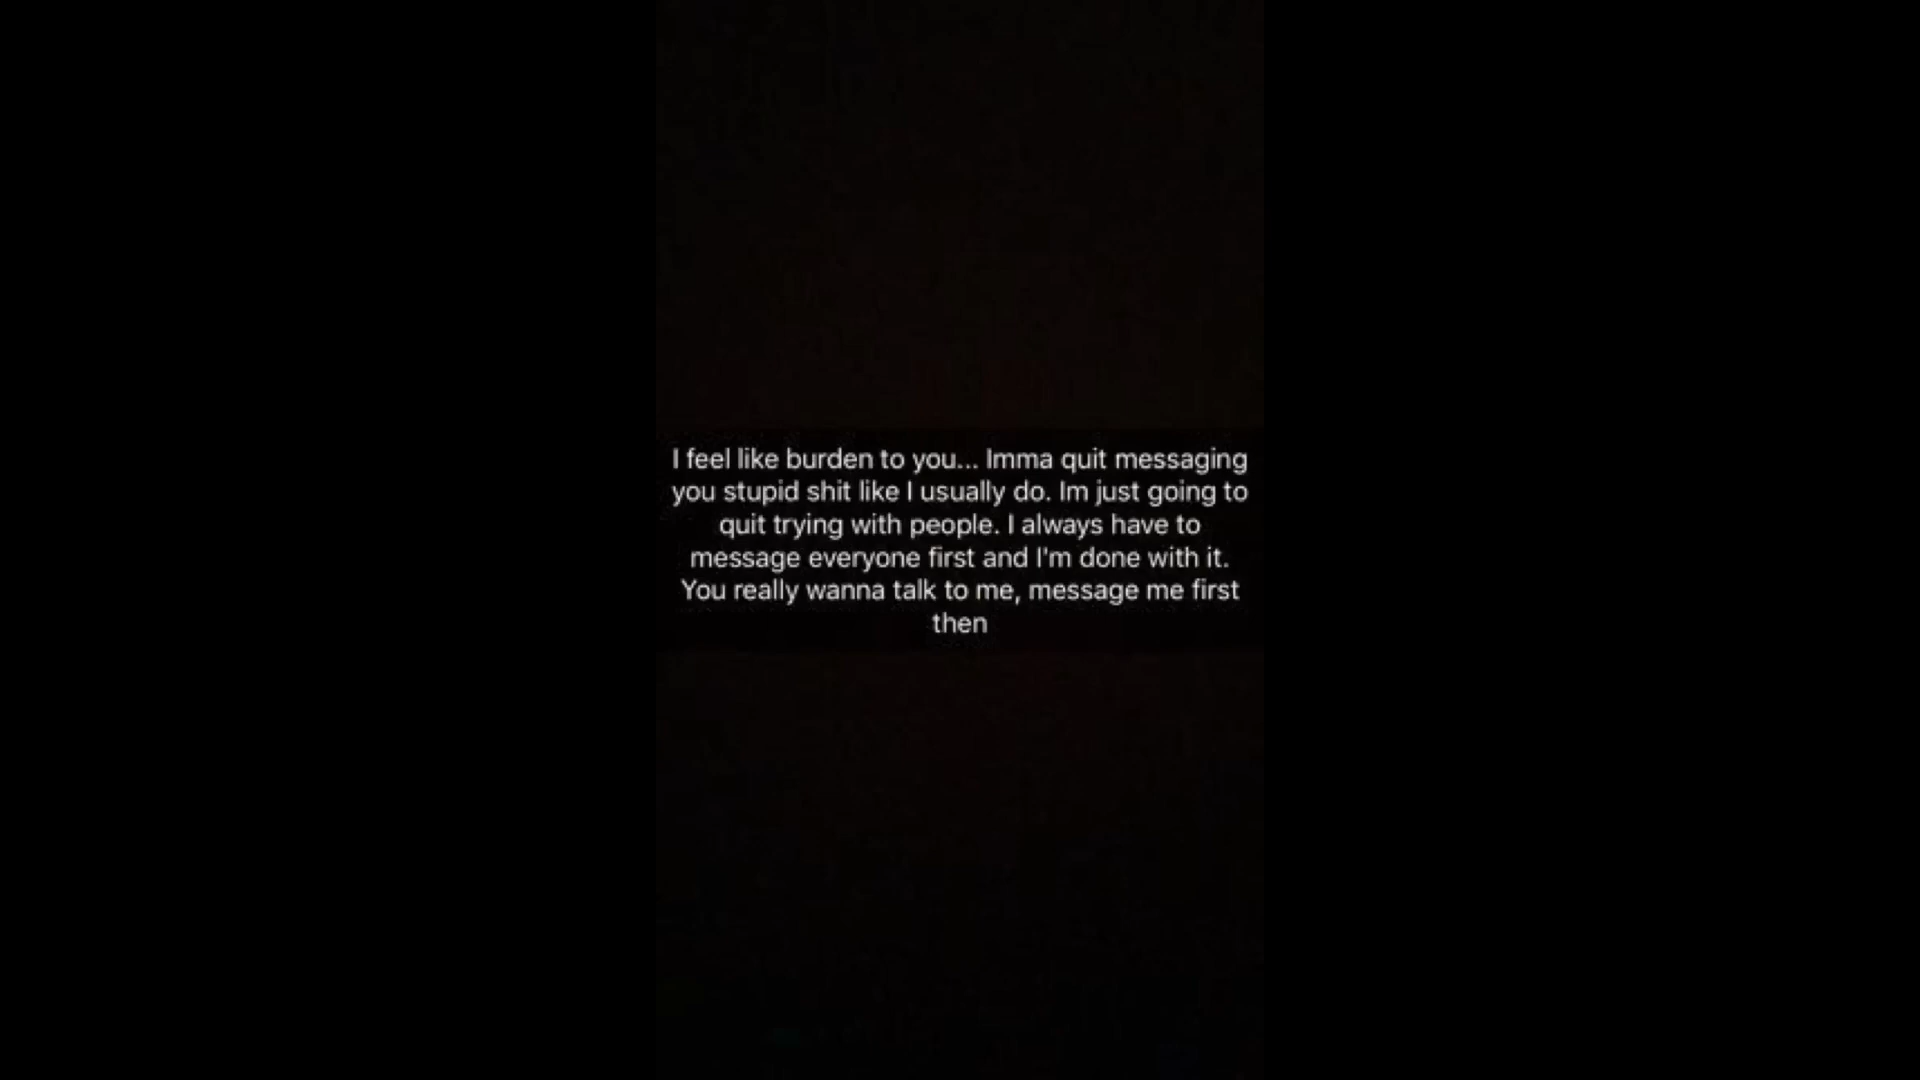 I feel like burden to you... Imma quit messaging
you stupid shit like I usually do. Im just going to
quit trying with people. I always have to
message everyone first and I'm done with it.
You really wanna talk to me, message me first
then